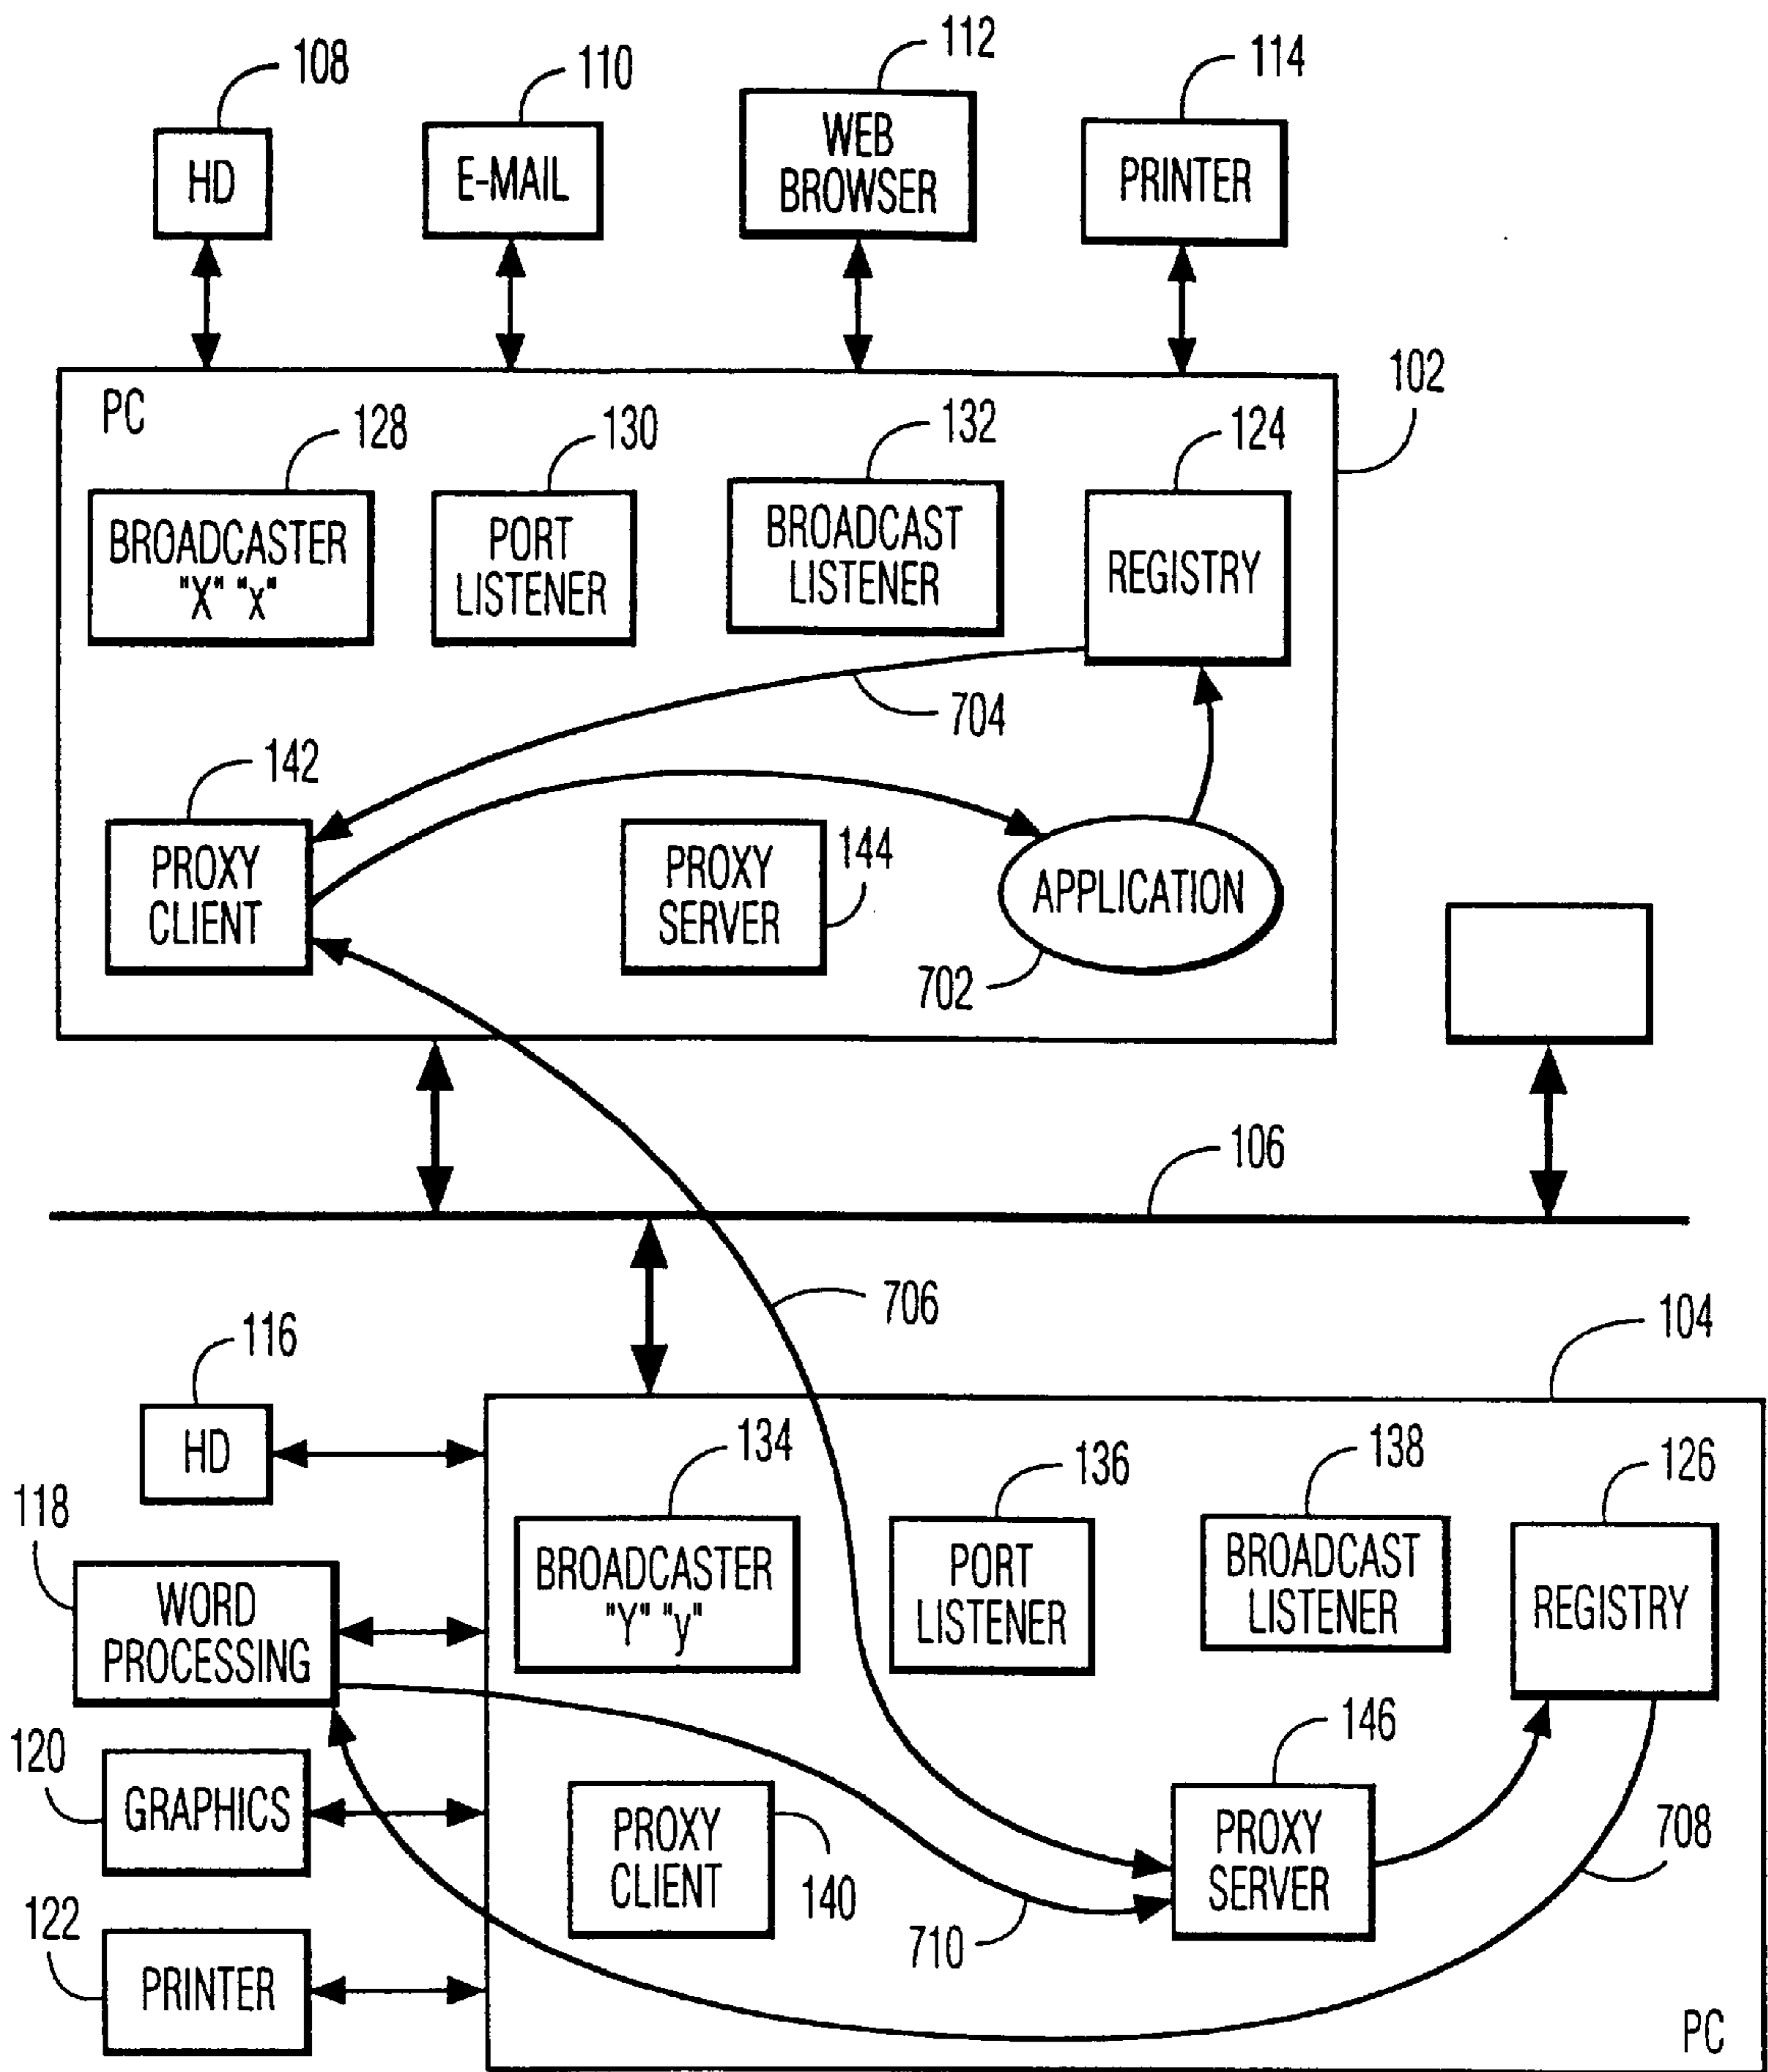 108
110
112
114
HD
E-MAIL
WEB
BROWSER
PRINTER
102
PC
128
130
132
124
BROADCASTER
"X" "x"
PORT
LISTENER
BROADCAST
LISTENER
REGISTRY
704
142
PROXY
CLIENT
PROXY
SERVER
144
APPLICATION
702
106
706
104
116
HD
134
136
138
126
118
WORD
PROCESSING
BROADCASTER
"Y" "y"
PORT
LISTENER
BROADCAST
LISTENER
REGISTRY
120
GRAPHICS
146
PROXY
CLIENT
140
PROXY
SERVER
708
710
122
PRINTER
PC